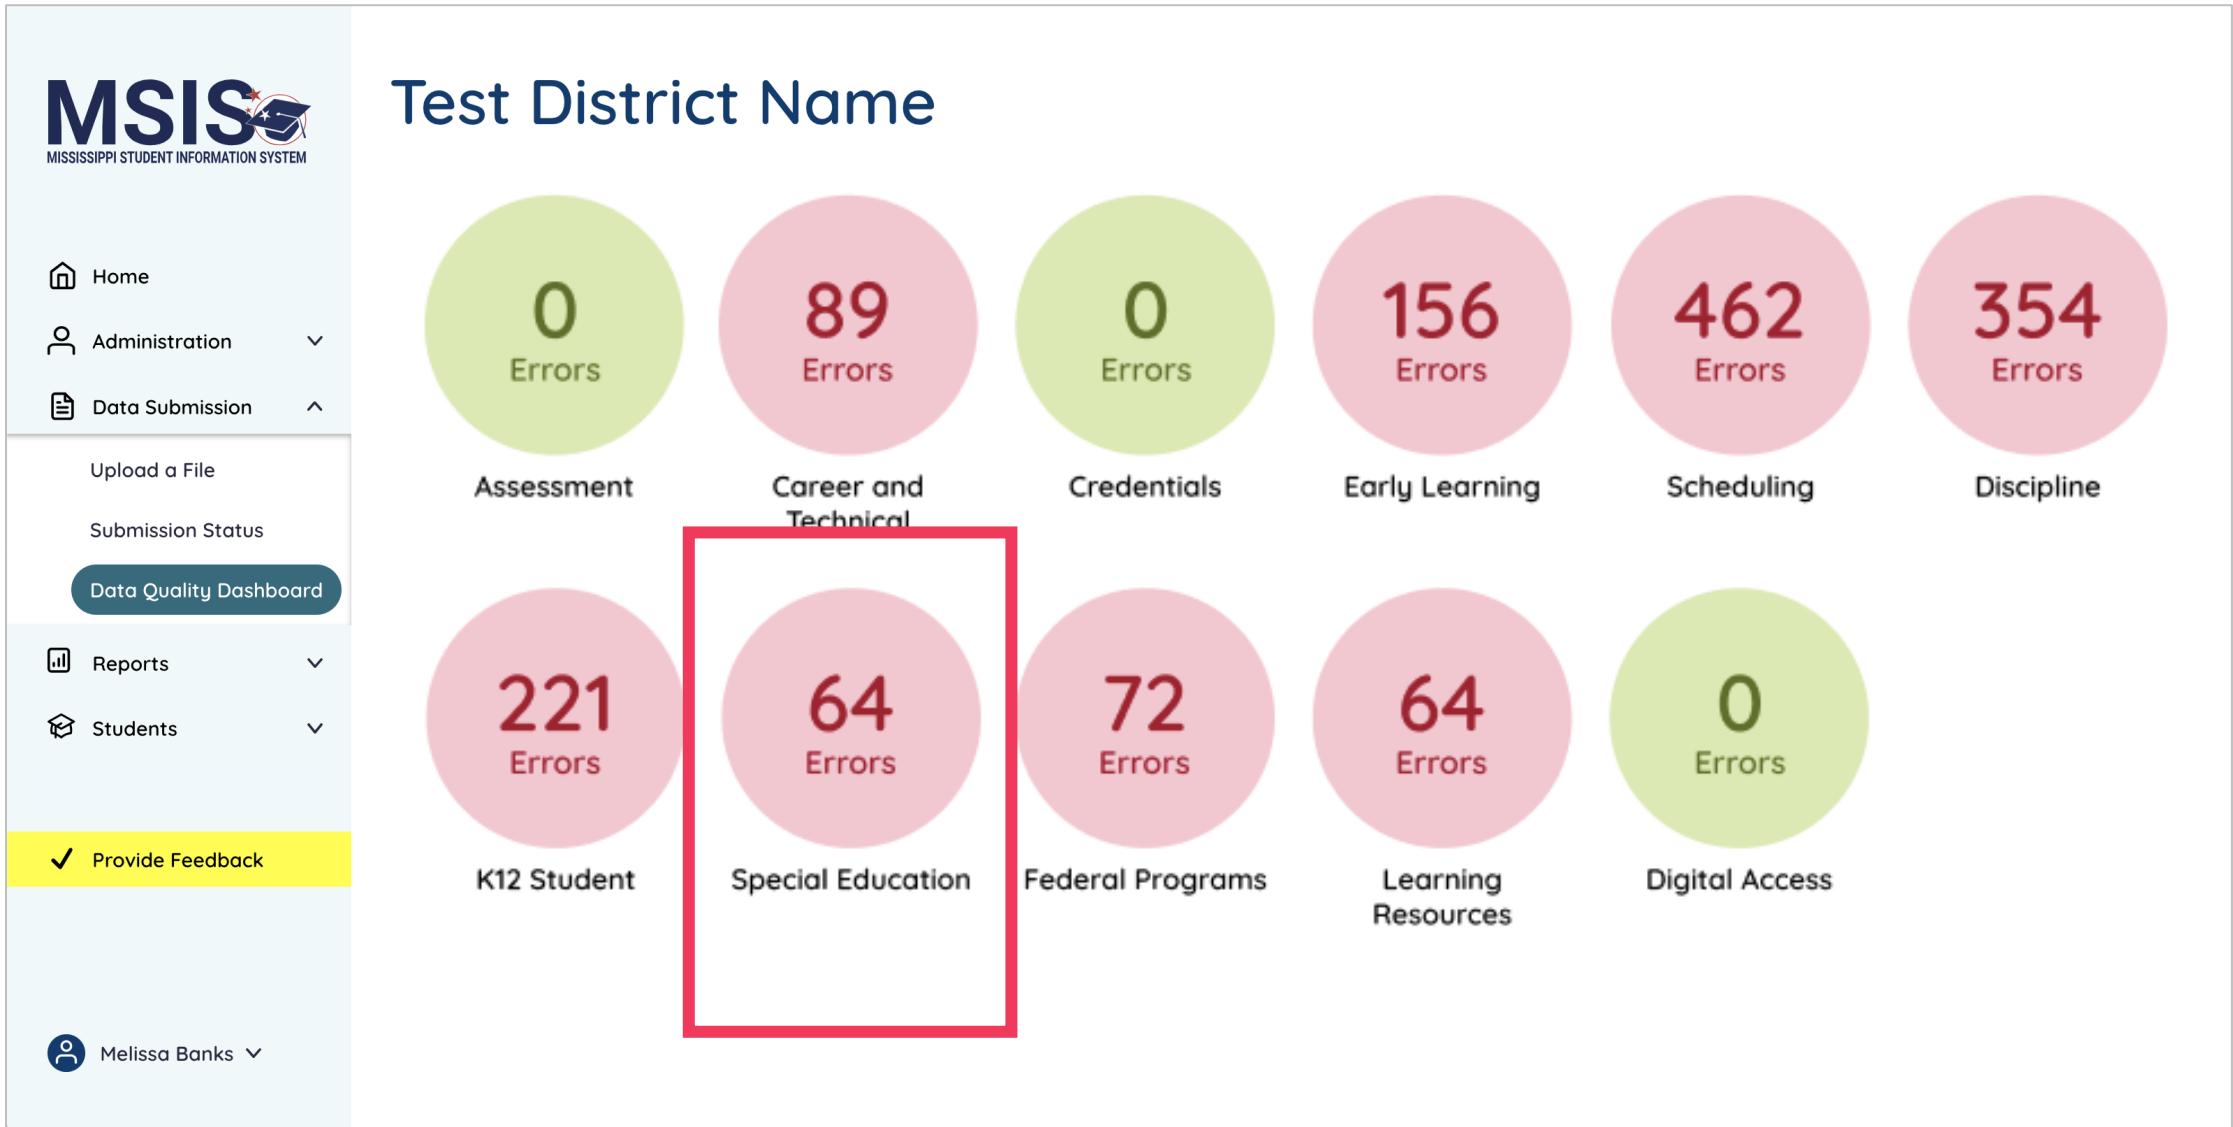 MSIS
MISSISSIPPI STUDENT INFORMATION SYSTEM
Home
Administration
Data Submission
Upload a File
Submission Status
Data Quality Dashboard
Reports
Students
Provide Feedback
Melissa Banks
Test District Name
0
Errors
Assessment
89
Errors
Career and
Technical
0
Errors
Credentials
156
Errors
Early Learning
462
Errors
Scheduling
354
Errors
Discipline
221
Errors
K12 Student
64
Errors
Special Education
72
Errors
Federal Programs
64
Errors
Learning
Resources
0
Errors
Digital Access